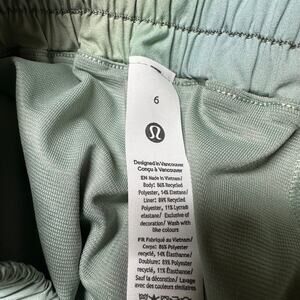 6
Designed in Vancouver
Conçu à Vancouver
EN Made in Vietnam/
Body: 86% Recycled
Polyester, 14% Elastane/
Liner: 89% Recycled
Polyester, 11% Lycra®
elastane/ Exclusive of
decoration/ Wash with
like colours
FR Fabriqué au Vietnam/
Corps: 86% Polyester
recyclé, 14% Élastane/
Doublure: 89% Polyester
recyclé, 11% Élasthanne/
Sauf la décoration/ Laver
avec des couleurs similaires